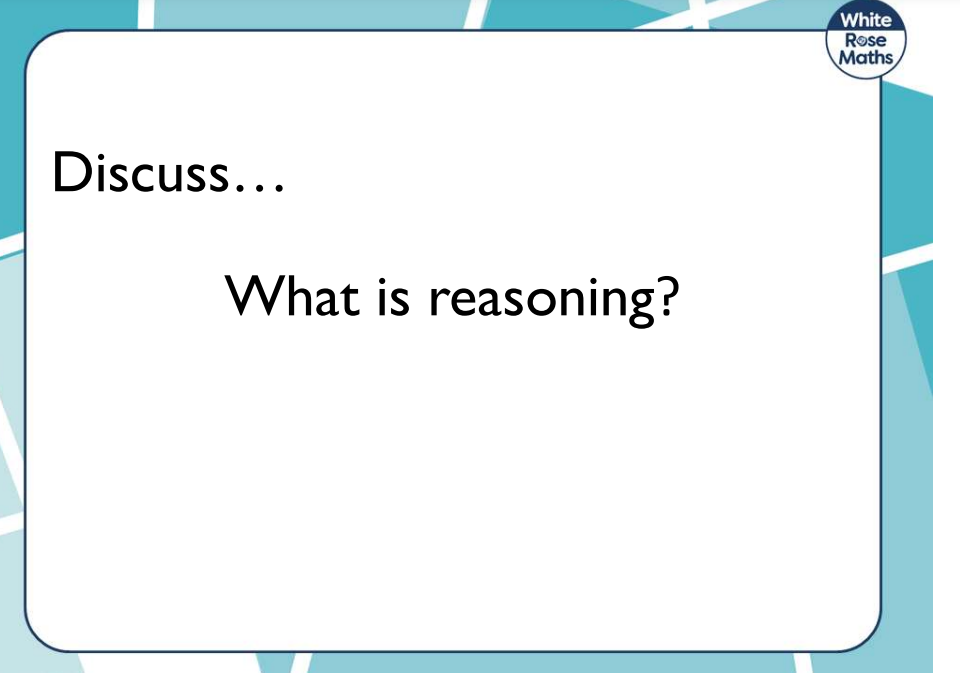 White
Rose
Maths
Discuss…
What is reasoning?